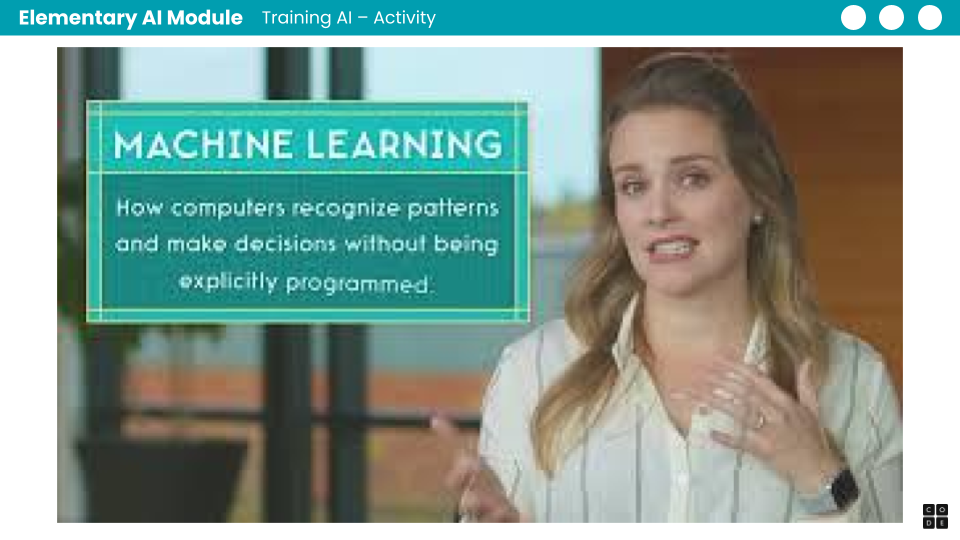 Elementary AI Module Training AI – Activity
MACHINE LEARNING
How computers recognize patterns
and make decisions without being
explicitly programmed.
C O
D E